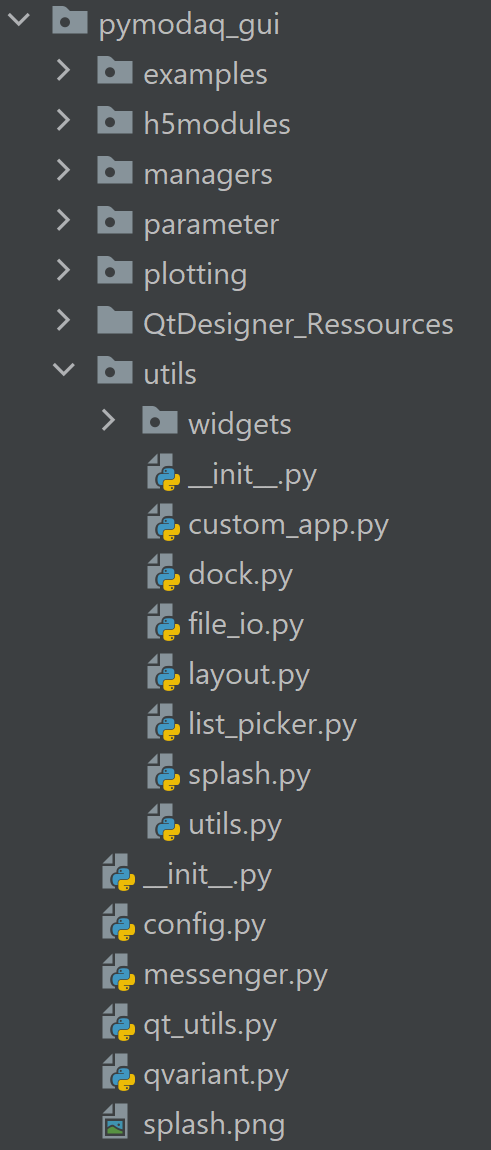 pymodaq_gui
examples
h5modules
managers
parameter
plotting
QtDesigner_Ressources
utils
widgets
__init__.py
custom_app.py
dock.py
file_io.py
layout.py
list_picker.py
splash.py
utils.py
__init__.py
config.py
messenger.py
qt_utils.py
qvariant.py
splash.png